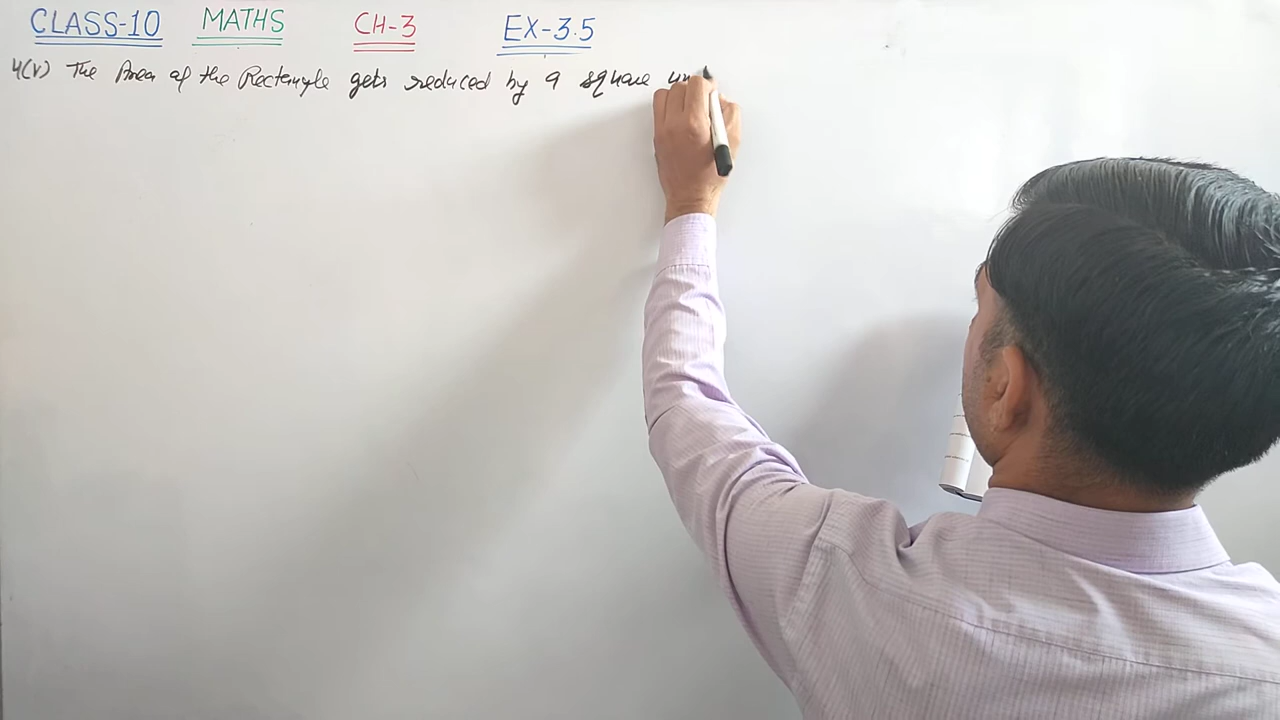 CLASS-10 MATHS CH-3 EX-3.5
4(v) The Area of the Rectangle gets reduced by 9 square un